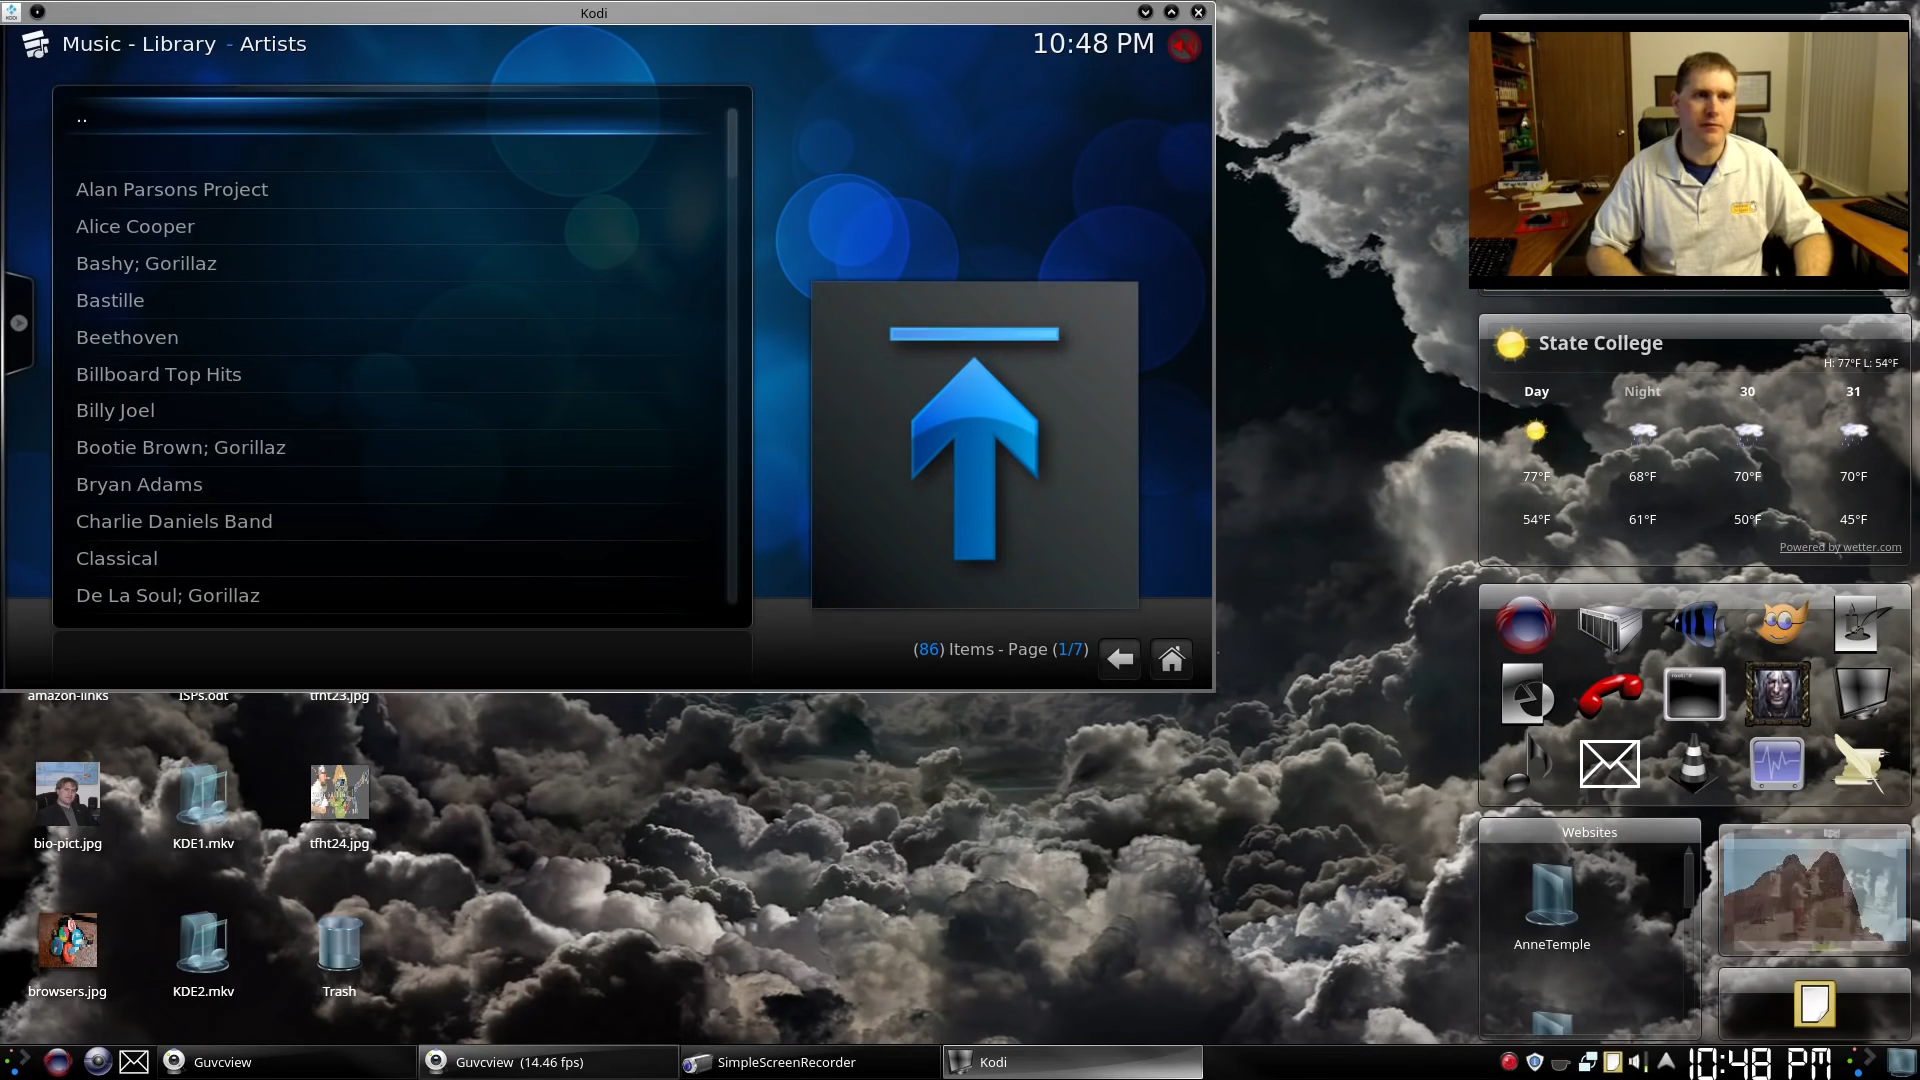 Kodi
Music - Library - Artists
10:48 PM
..
Alan Parsons Project
Alice Cooper
Bashy; Gorillaz
Bastille
Beethoven
Billboard Top Hits
Billy Joel
Bootie Brown; Gorillaz
Bryan Adams
Charlie Daniels Band
Classical
De La Soul; Gorillaz
(86) Items - Page (1/7)
State College
H: 77°F L: 54°F
Day Night 30 31
77°F 68°F 70°F 70°F
54°F 61°F 50°F 45°F
Powered by wetter.com
amazon-links ISPs.odt tfht23.jpg
bio-pict.jpg KDE1.mkv tfht24.jpg
browsers.jpg KDE2.mkv Trash
Websites
AnneTemple
Guvcview
Guvcview (14.46 fps)
SimpleScreenRecorder
Kodi
10:48 PM